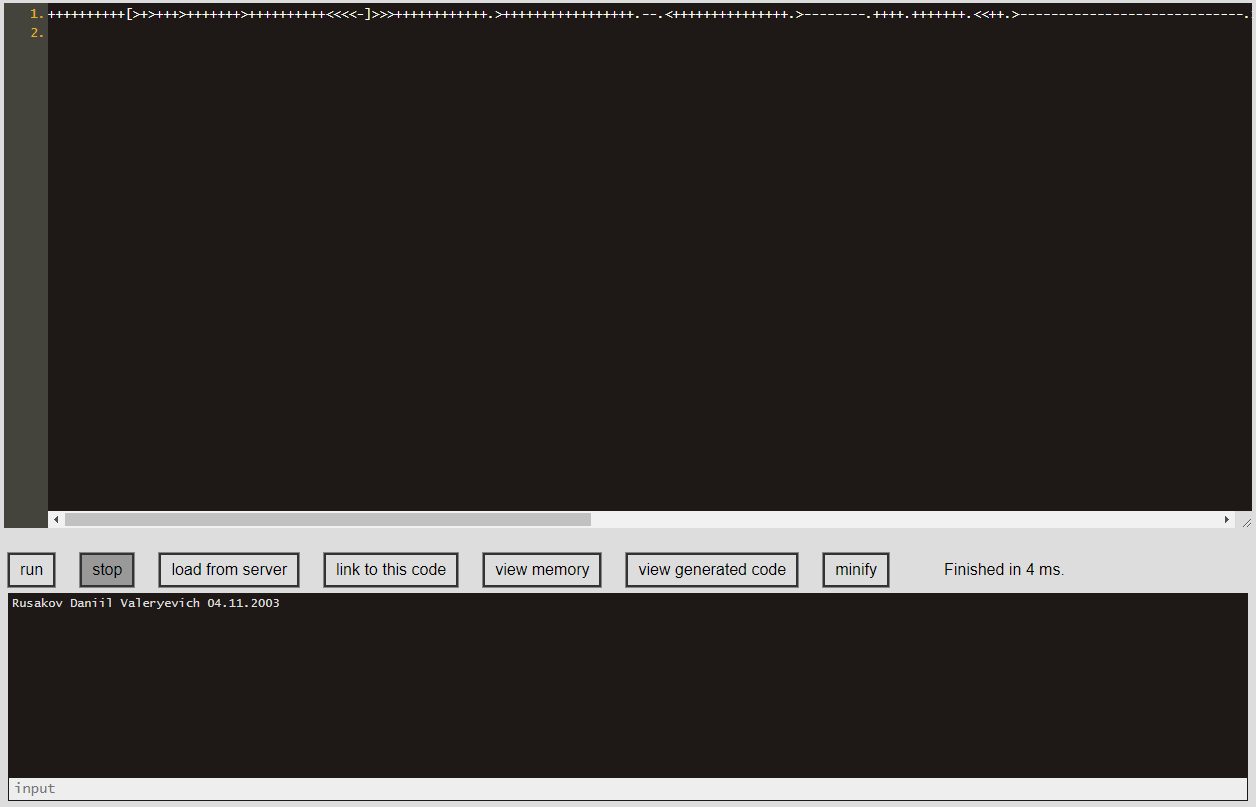 1. ++++++++++[>+>+++>+++++++>++++++++++<<<<-]>>>++++++++++++.>+++++++++++++++++.--.<+++++++++++++++.>--------.++++.+++++++.<<++.>-----------------------------.
2.
run stop load from server link to this code view memory view generated code minify Finished in 4 ms.
Rusakov Daniil Valeryevich 04.11.2003
input